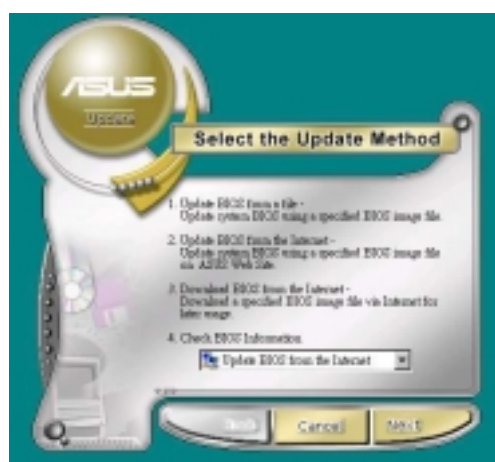 ASUS
Update
Select the Update Method
1. Update BIOS from a file -
Update system BIOS using a specified BIOS image file.
2. Update BIOS from the Internet -
Update system BIOS using a specified BIOS image file
via ASUS Web Site.
3. Download BIOS from the Internet -
Download a specified BIOS image file via Internet for
later usage.
4. Check BIOS Information.
Update BIOS from the Internet
Cancel
Next